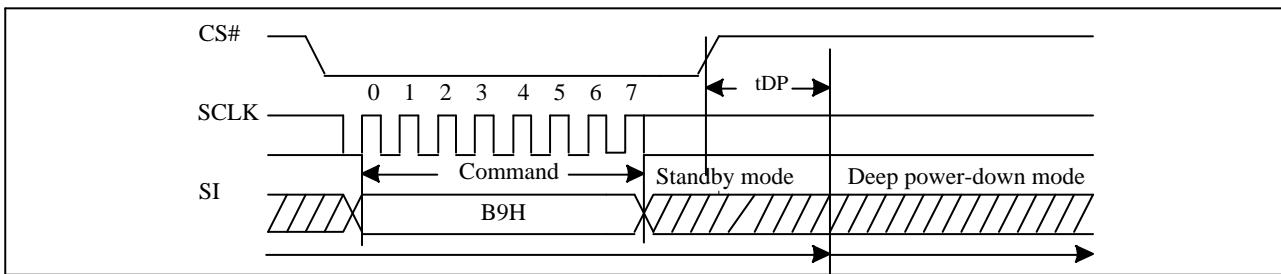 CS#
tDP
0 1 2 3 4 5 6 7
SCLK
Command
Standby mode
Deep power-down mode
SI
B9H